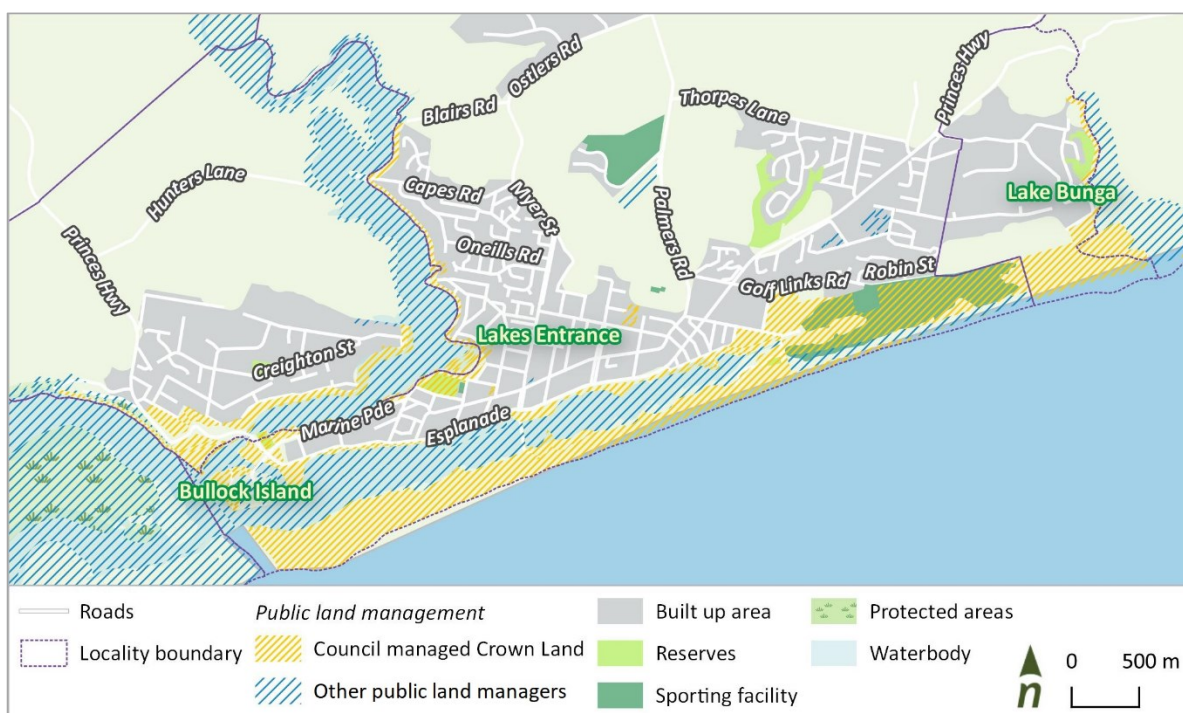 Ostlers Rd
Princes Hwy
Blairs Rd
Thorpes Lane
Hunters Lane
Capes Rd
Myer St
Palmers Rd
Lake Bunga
Oneills Rd
Princes Hwy
Robin St
Golf Links Rd
Lakes Entrance
Creighton St
Marine Pde
Esplanade
Bullock Island
Roads
Locality boundary
Public land management
Council managed Crown Land
Other public land managers
Built up area
Reserves
Sporting facility
Protected areas
Waterbody
n
0 500 m